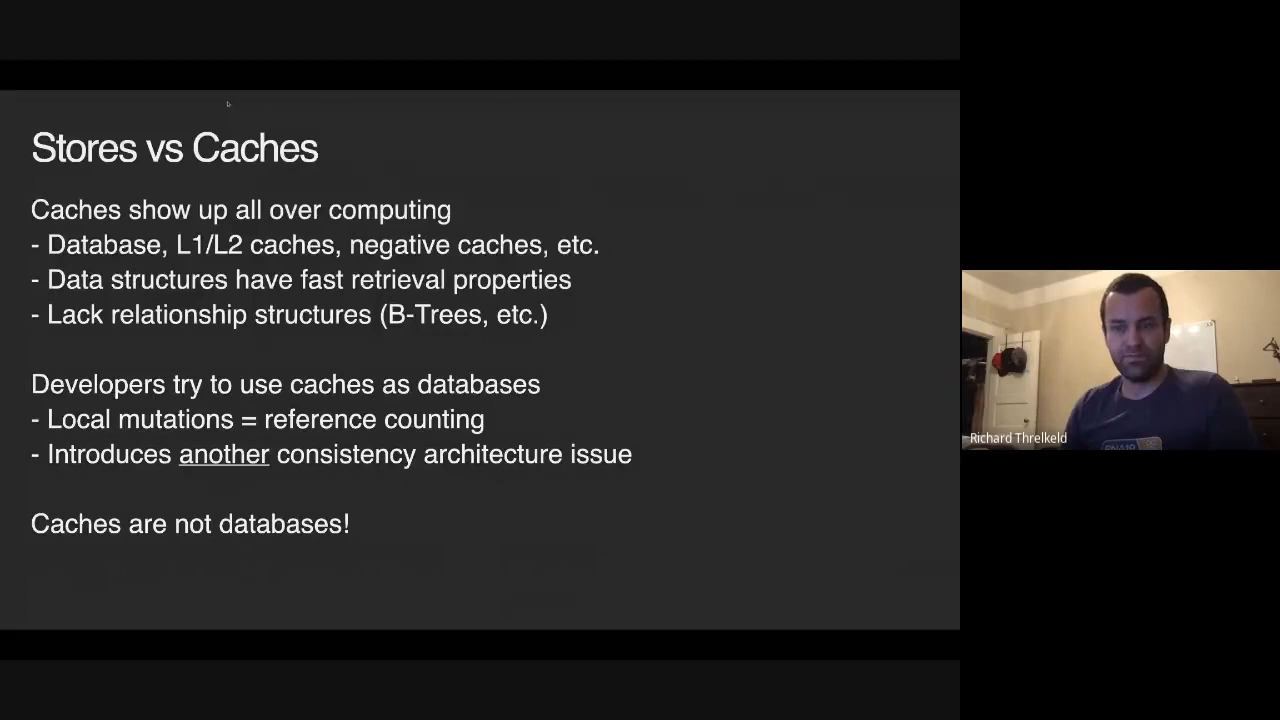 Stores vs Caches
Caches show up all over computing
- Database, L1/L2 caches, negative caches, etc.
- Data structures have fast retrieval properties
- Lack relationship structures (B-Trees, etc.)
Developers try to use caches as databases
- Local mutations = reference counting
- Introduces another consistency architecture issue
Caches are not databases!
Richard Threlkeld